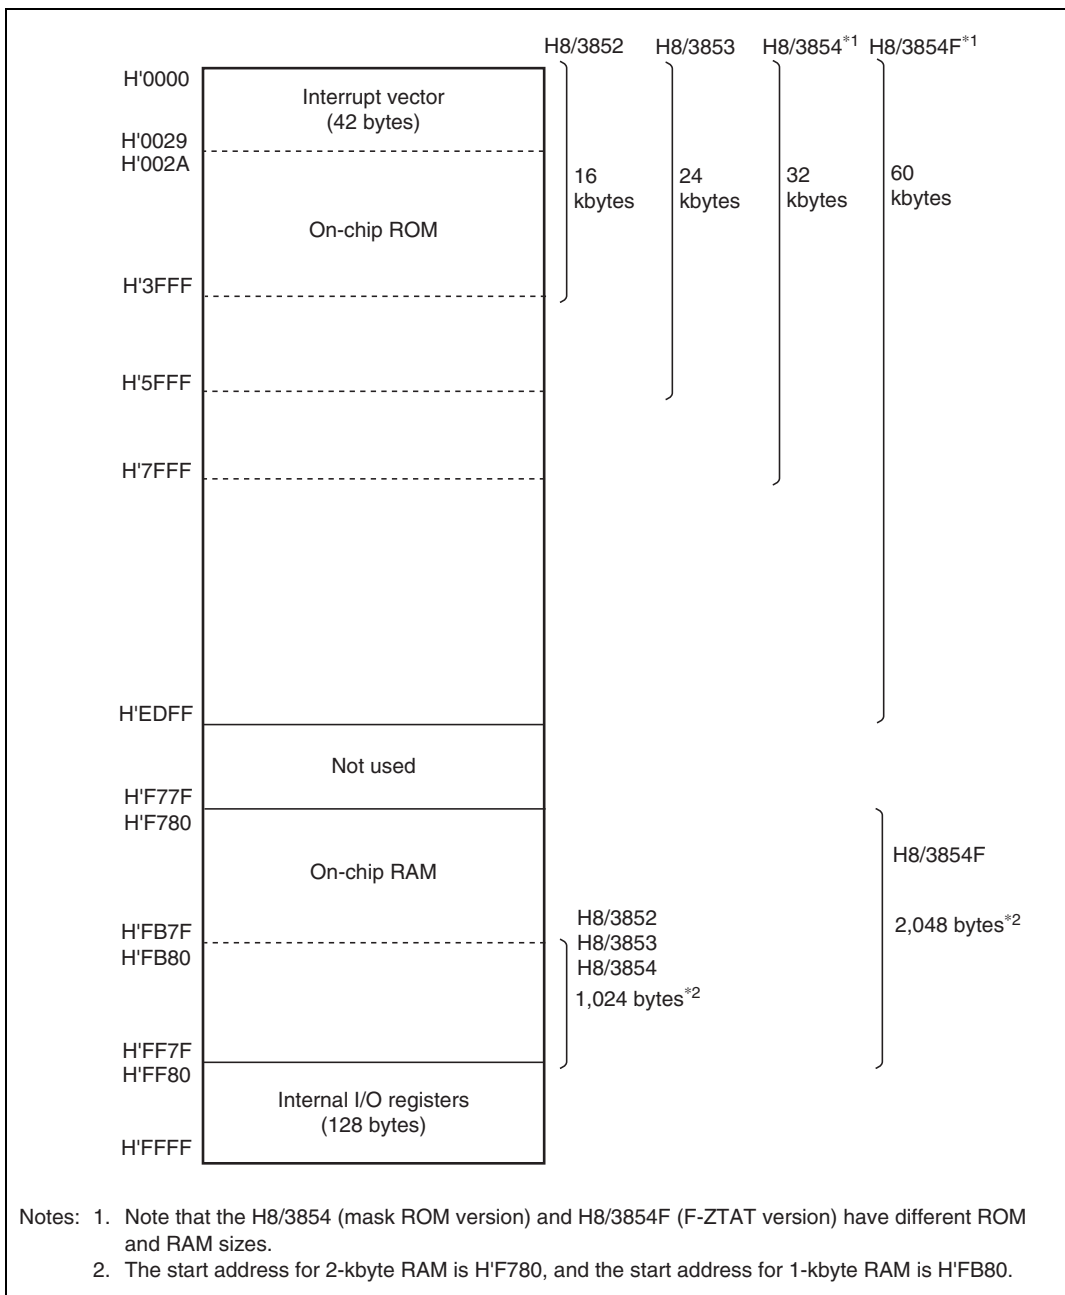 H8/3852 H8/3853 H8/3854*1 H8/3854F*1
H'0000
Interrupt vector
(42 bytes)
H'0029
H'002A
16
kbytes
24
kbytes
32
kbytes
60
kbytes
On-chip ROM
H'3FFF
H'5FFF
H'7FFF
H'EDFF
Not used
H'F77F
H'F780
On-chip RAM
H8/3854F
2,048 bytes*2
H'FB7F
H'FB80
H8/3852
H8/3853
H8/3854
1,024 bytes*2
H'FF7F
H'FF80
Internal I/O registers
(128 bytes)
H'FFFF
Notes: 1. Note that the H8/3854 (mask ROM version) and H8/3854F (F-ZTAT version) have different ROM
and RAM sizes.
2. The start address for 2-kbyte RAM is H'F780, and the start address for 1-kbyte RAM is H'FB80.